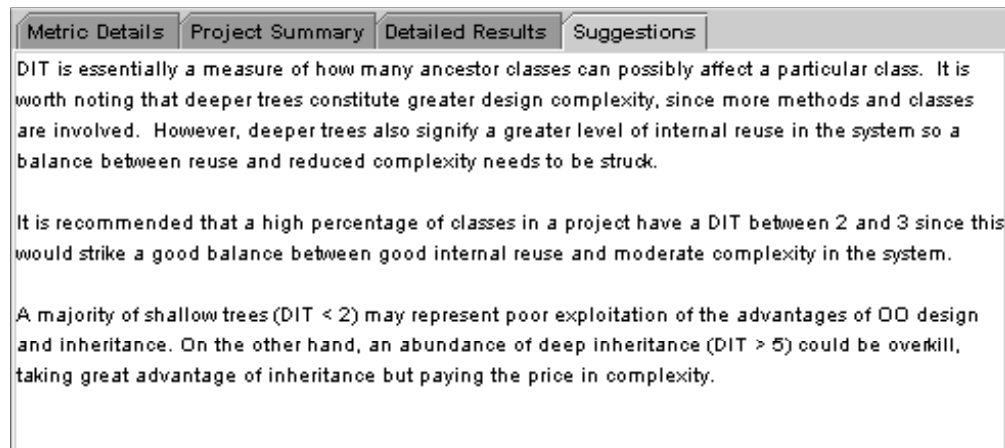 Metric Details Project Summary Detailed Results Suggestions
DIT is essentially a measure of how many ancestor classes can possibly affect a particular class. It is
worth noting that deeper trees constitute greater design complexity, since more methods and classes
are involved. However, deeper trees also signify a greater level of internal reuse in the system so a
balance between reuse and reduced complexity needs to be struck.
It is recommended that a high percentage of classes in a project have a DIT between 2 and 3 since this
would strike a good balance between good internal reuse and moderate complexity in the system.
A majority of shallow trees (DIT < 2) may represent poor exploitation of the advantages of OO design
and inheritance. On the other hand, an abundance of deep inheritance (DIT > 5) could be overkill,
taking great advantage of inheritance but paying the price in complexity.